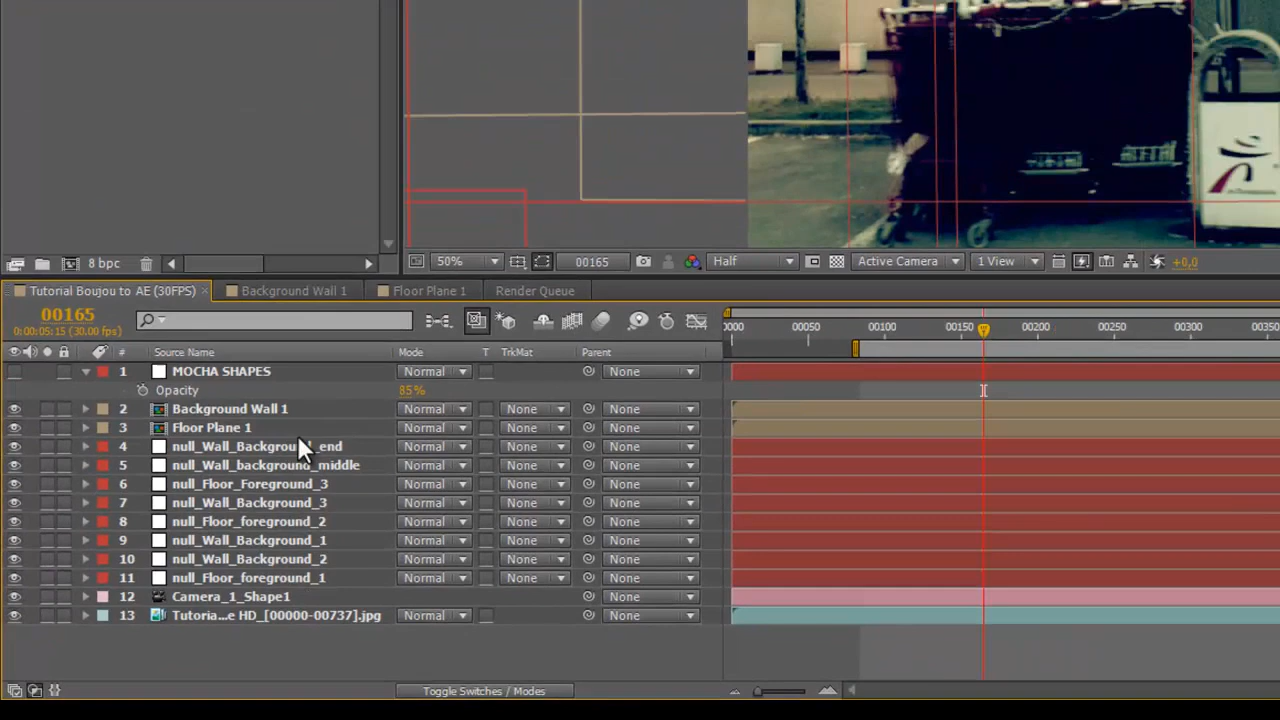 8 bpc
50%
00165
Half
Active Camera
1 View
+0,0
Tutorial Boujou to AE (30FPS)
Background Wall 1
Floor Plane 1
Render Queue
00165
0:00:05:15 (30.00 fps)
0000 00050 00100 00150 00200 00250 00300 00350
# Source Name Mode T TrkMat Parent
1 MOCHA SHAPES Normal None
Opacity 85%
2 Background Wall 1 Normal None None
3 Floor Plane 1 Normal None None
4 null_Wall_Background_end Normal None None
5 null_Wall_background_middle Normal None None
6 null_Floor_Foreground_3 Normal None None
7 null_Wall_Background_3 Normal None None
8 null_Floor_foreground_2 Normal None None
9 null_Wall_Background_1 Normal None None
10 null_Wall_Background_2 Normal None None
11 null_Floor_foreground_1 Normal None None
12 Camera_1_Shape1 None
13 Tutoria...e HD_[00000-00737].jpg Normal None
Toggle Switches / Modes